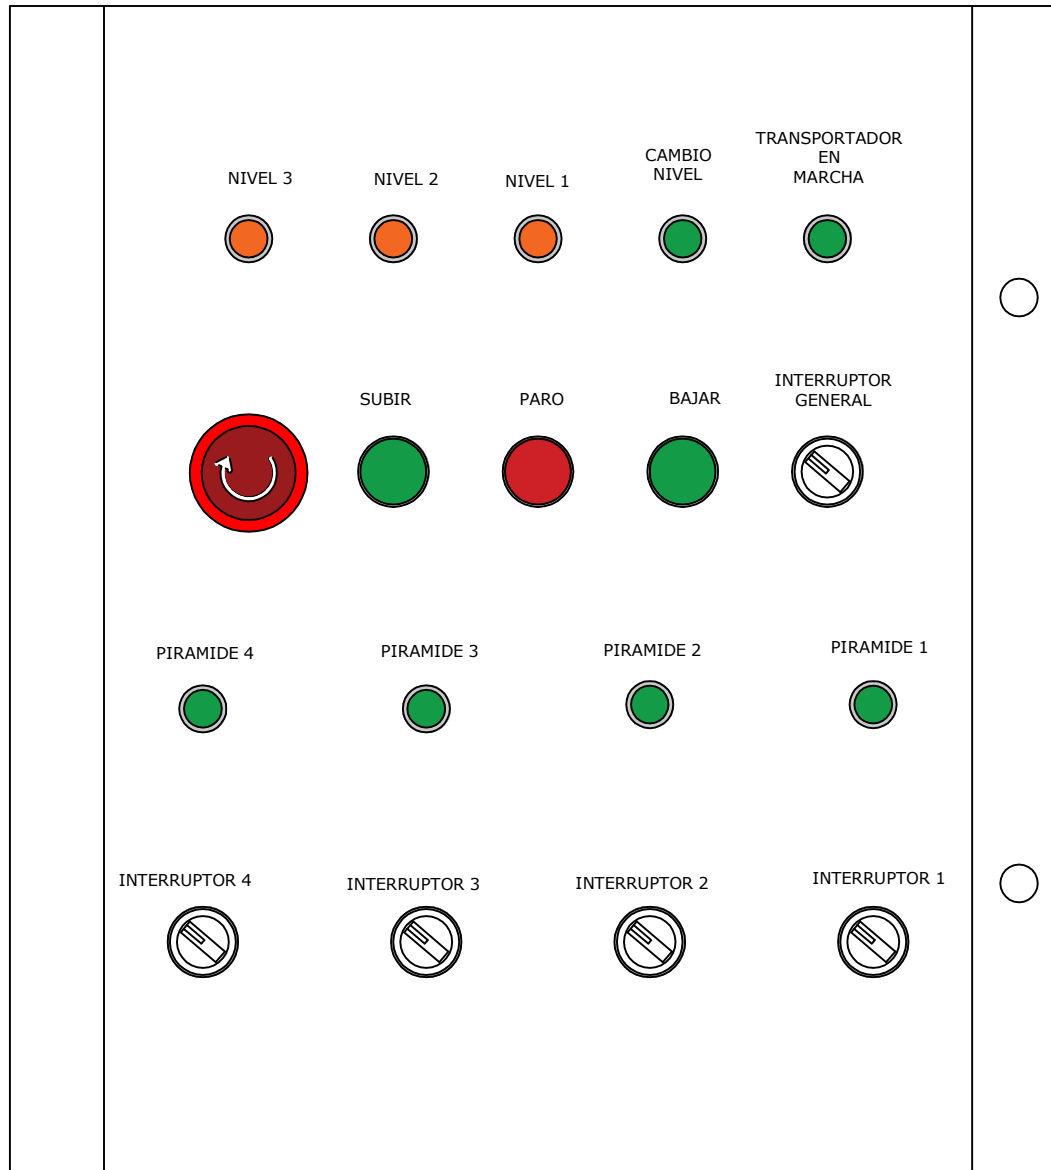 NIVEL 3
NIVEL 2
NIVEL 1
CAMBIO
NIVEL
TRANSPORTADOR
EN
MARCHA
SUBIR
PARO
BAJAR
INTERRUPTOR
GENERAL
PIRAMIDE 4
PIRAMIDE 3
PIRAMIDE 2
PIRAMIDE 1
INTERRUPTOR 4
INTERRUPTOR 3
INTERRUPTOR 2
INTERRUPTOR 1